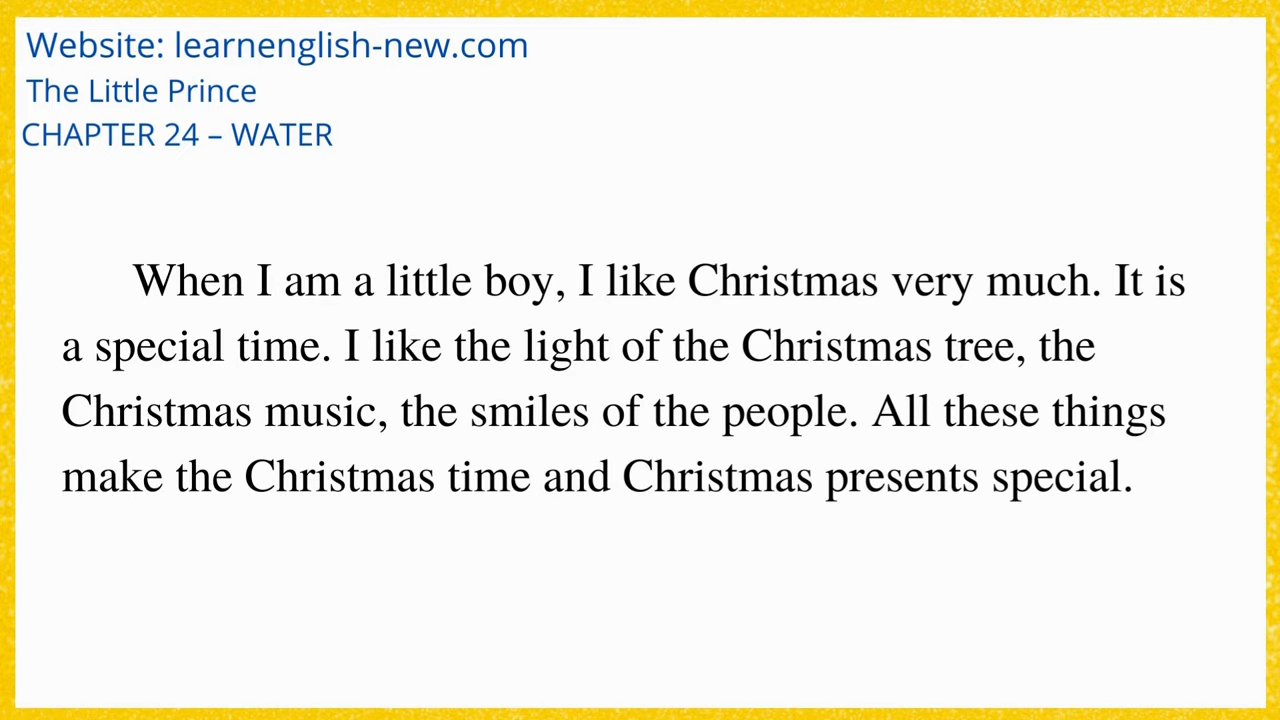 Website: learnenglish-new.com
The Little Prince
CHAPTER 24 – WATER
When I am a little boy, I like Christmas very much. It is
a special time. I like the light of the Christmas tree, the
Christmas music, the smiles of the people. All these things
make the Christmas time and Christmas presents special.